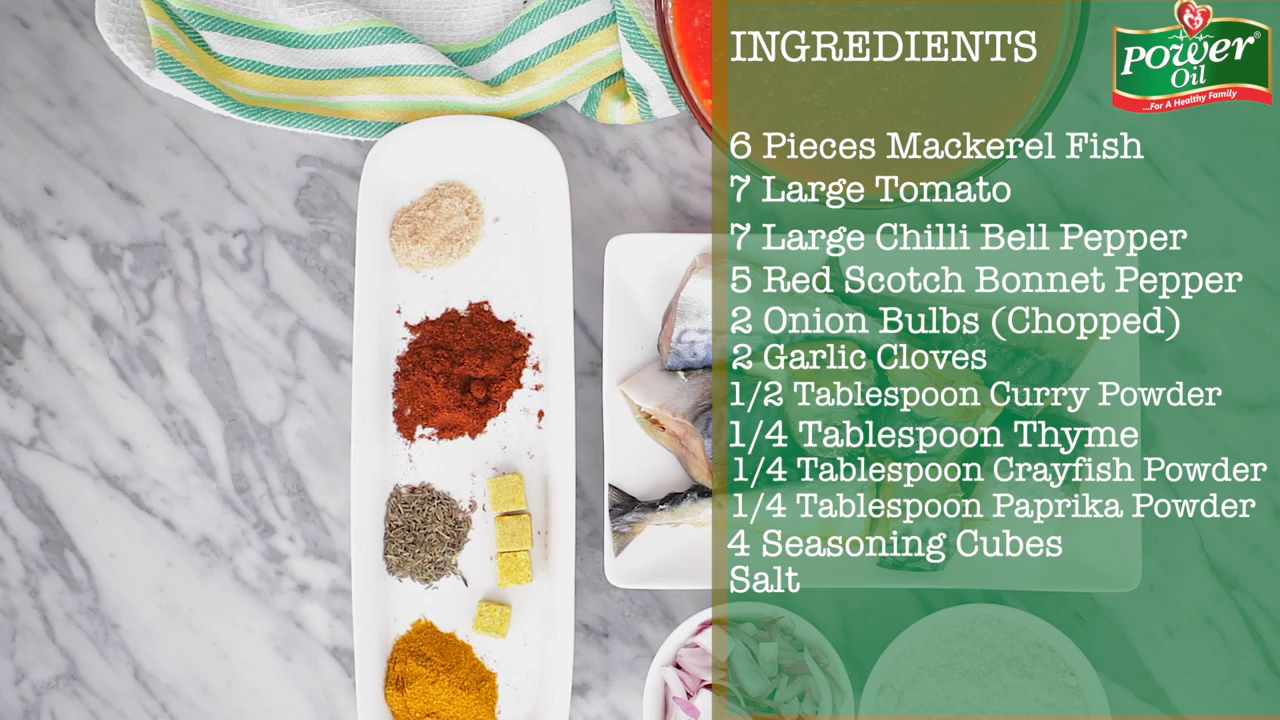 INGREDIENTS
power®
Oil
...For A Healthy Family
6 Pieces Mackerel Fish
7 Large Tomato
7 Large Chilli Bell Pepper
5 Red Scotch Bonnet Pepper
2 Onion Bulbs (Chopped)
2 Garlic Cloves
1/2 Tablespoon Curry Powder
1/4 Tablespoon Thyme
1/4 Tablespoon Crayfish Powder
1/4 Tablespoon Paprika Powder
4 Seasoning Cubes
Salt